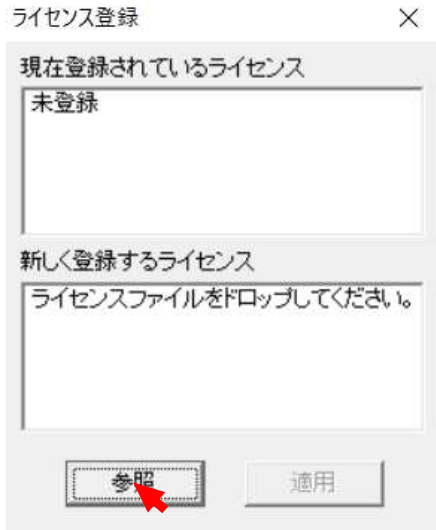 ライセンス登録
現在登録されているライセンス
未登録
新しく登録するライセンス
ライセンスファイルをドロップしてください。
参照
適用